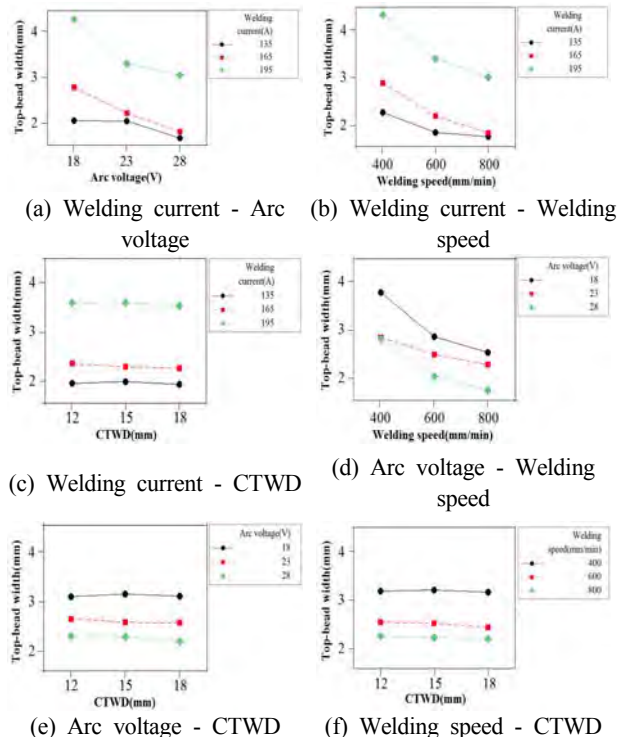 Welding
current(A)
135
165
195
Top-bead width(mm)
4
3
2
18 23 28
Arc voltage(V)
(a) Welding current - Arc
voltage
Welding
current(A)
135
165
195
Top-bead width(mm)
4
3
2
400 600 800
Welding speed(mm/min)
(b) Welding current - Welding
speed
Welding
current(A)
135
165
195
Top-bead width(mm)
4
3
2
12 15 18
CTWD(mm)
(c) Welding current - CTWD
Arc voltage(V)
18
23
28
Top-bead width(mm)
4
3
2
400 600 800
Welding speed(mm/min)
(d) Arc voltage - Welding
speed
Arc voltage(V)
18
23
28
Top-bead width(mm)
4
3
2
12 15 18
CTWD(mm)
(e) Arc voltage - CTWD
Welding
speed(mm/min)
400
600
800
Top-bead width(mm)
4
3
2
12 15 18
CTWD(mm)
(f) Welding speed - CTWD